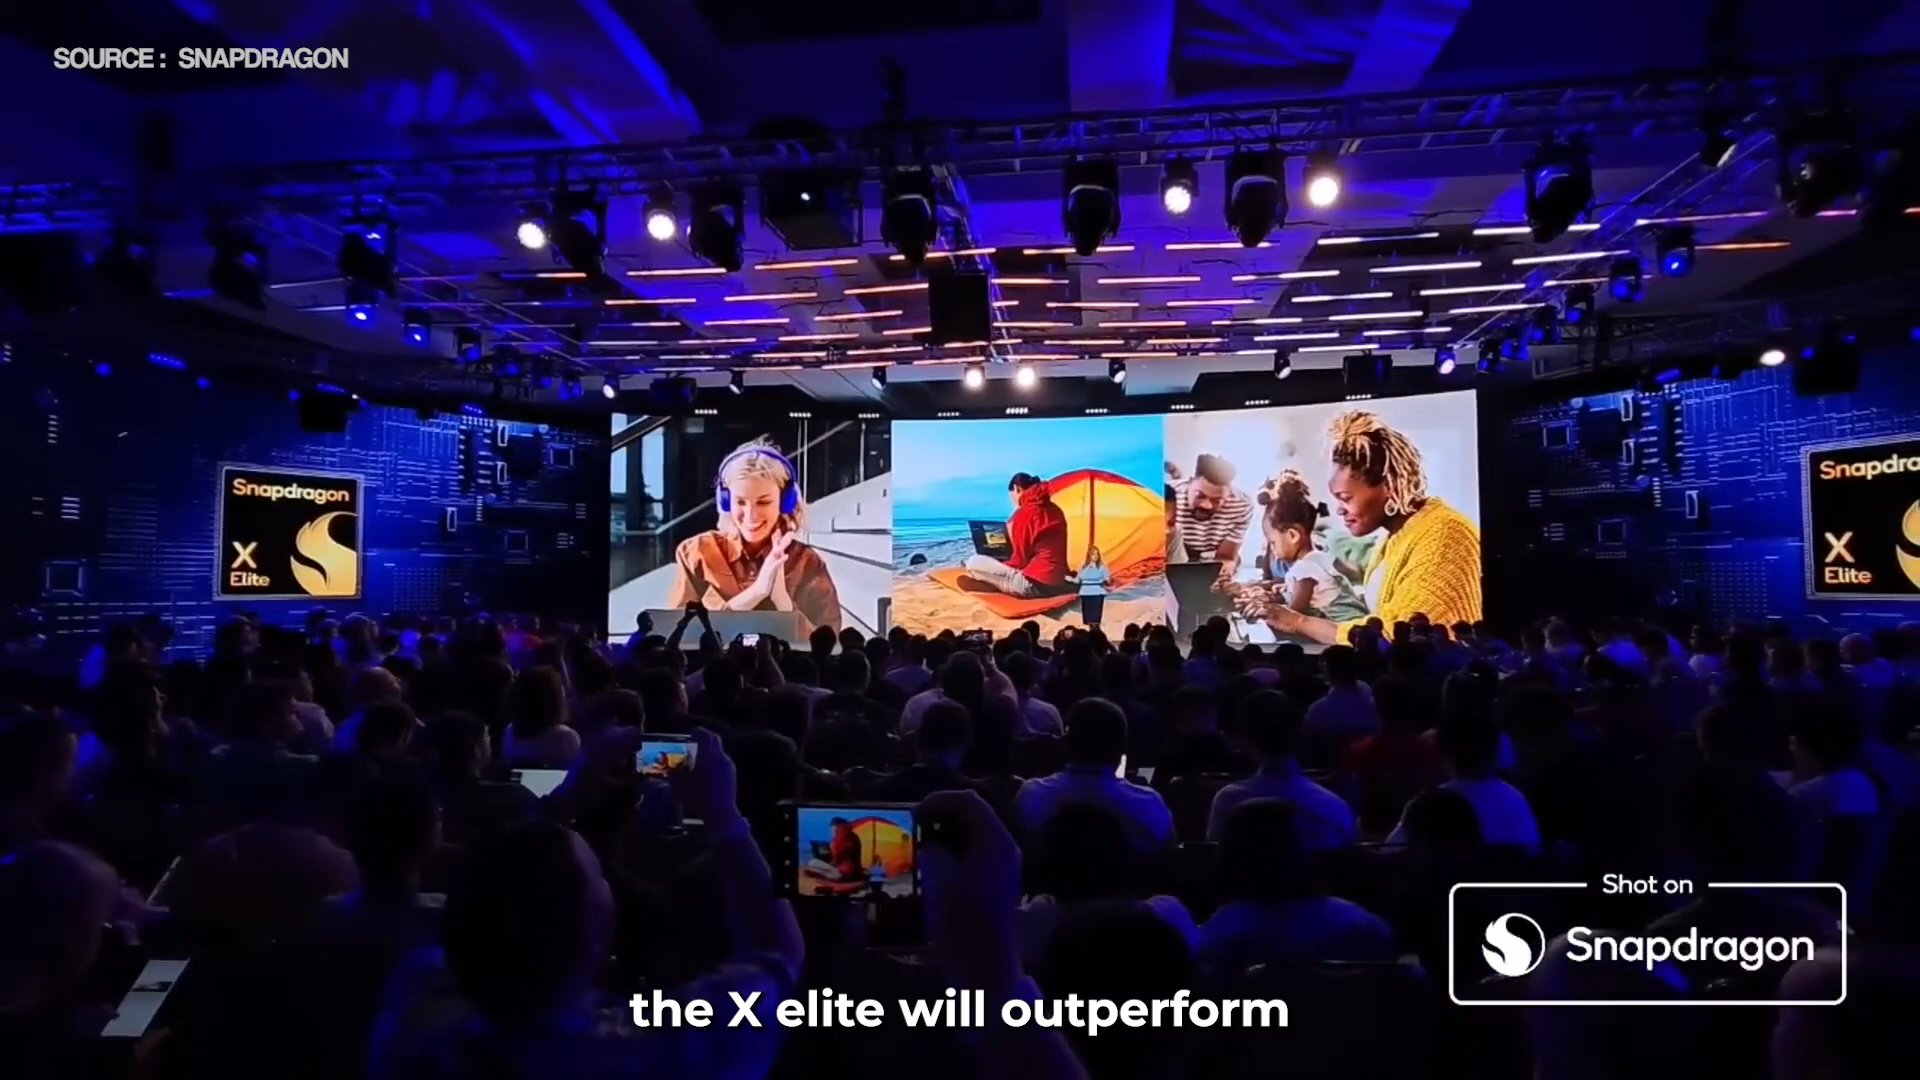 SOURCE : SNAPDRAGON
Snapdragon
X
Elite
Snapdra
X
Elite
Shot on
Snapdragon
the X elite will outperform